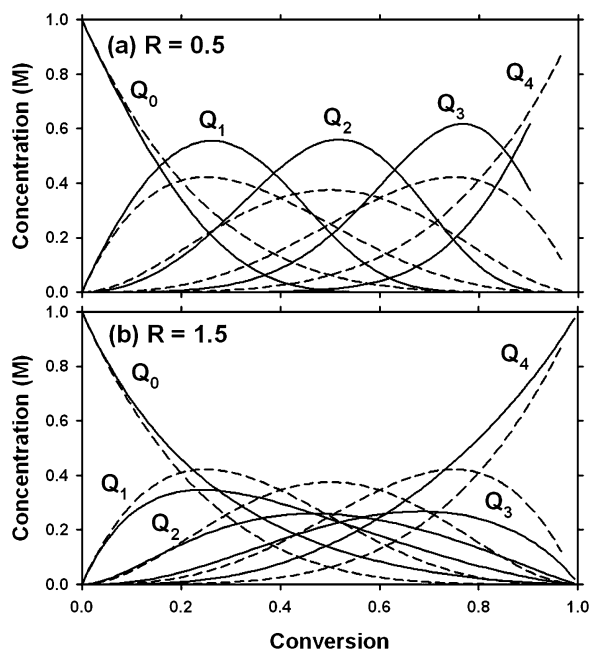 (a) R = 0.5
Concentration (M)
1.0
0.8
0.6
0.4
0.2
0.0
Q0
Q1
Q2
Q3
Q4
(b) R = 1.5
Concentration (M)
1.0
0.8
0.6
0.4
0.2
0.0
Q0
Q1
Q2
Q3
Q4
0.0 0.2 0.4 0.6 0.8 1.0
Conversion